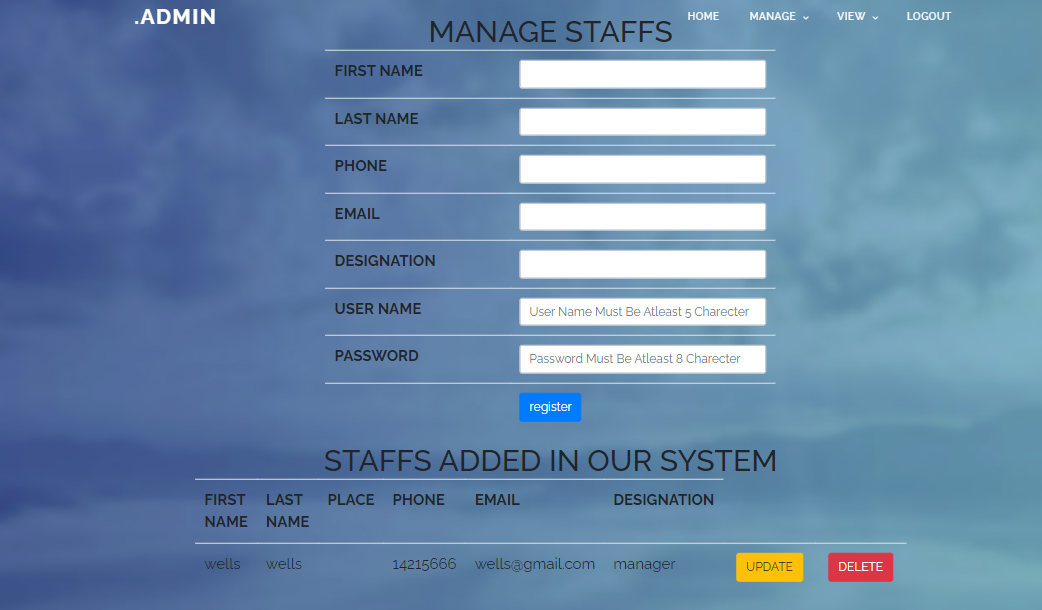 .ADMIN
HOME MANAGE VIEW LOGOUT
MANAGE STAFFS
FIRST NAME
LAST NAME
PHONE
EMAIL
DESIGNATION
USER NAME User Name Must Be Atleast 5 Charecter
PASSWORD Password Must Be Atleast 8 Charecter
register
STAFFS ADDED IN OUR SYSTEM
FIRST LAST PLACE PHONE EMAIL DESIGNATION
NAME NAME
wells wells 14215666 wells@gmail.com manager UPDATE DELETE